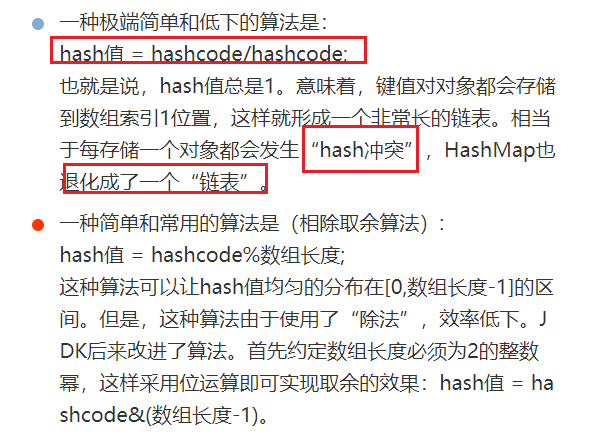 一种极端简单和低下的算法是：
hash值 = hashcode/hashcode;
也就是说，hash值总是1。意味着，键值对对象都会存储
到数组索引1位置，这样就形成一个非常长的链表。相当
于每存储一个对象都会发生“hash冲突”，HashMap也
退化成了一个“链表”。
一种简单和常用的算法是（相除取余算法）：
hash值 = hashcode%数组长度;
这种算法可以让hash值均匀的分布在[0,数组长度-1]的区
间。但是，这种算法由于使用了“除法”，效率低下。J
DK后来改进了算法。首先约定数组长度必须为2的整数
幂，这样采用位运算即可实现取余的效果：hash值 = ha
shcode&(数组长度-1)。